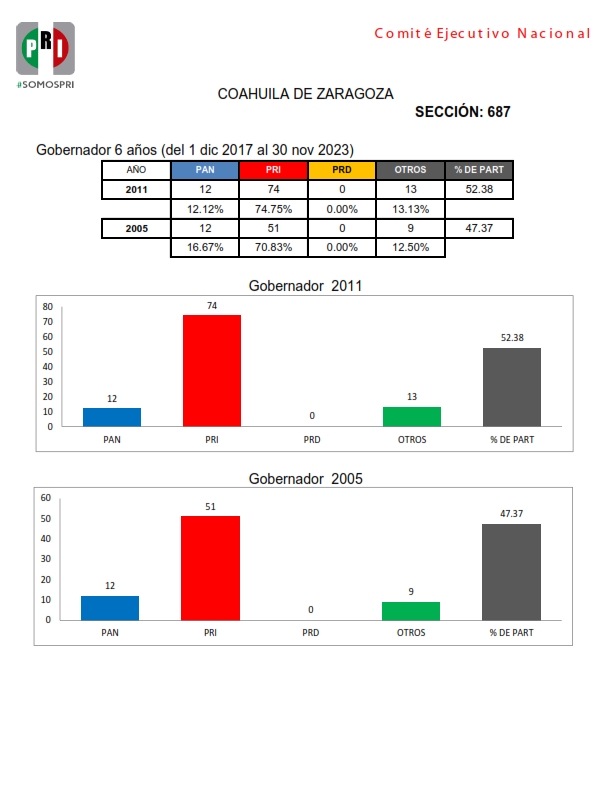 Comité Ejecutivo Nacional
PRI
#SOMOSPRI
COAHUILA DE ZARAGOZA
SECCIÓN: 687
Gobernador 6 años (del 1 dic 2017 al 30 nov 2023)
AÑO PAN PRI PRD OTROS % DE PART
2011 12 74 0 13 52.38
12.12% 74.75% 0.00% 13.13%
2005 12 51 0 9 47.37
16.67% 70.83% 0.00% 12.50%
Gobernador 2011
80
70
60
50
40
30
20
10
0
12
74
0
13
52.38
PAN PRI PRD OTROS % DE PART
Gobernador 2005
60
50
40
30
20
10
0
12
51
0
9
47.37
PAN PRI PRD OTROS % DE PART